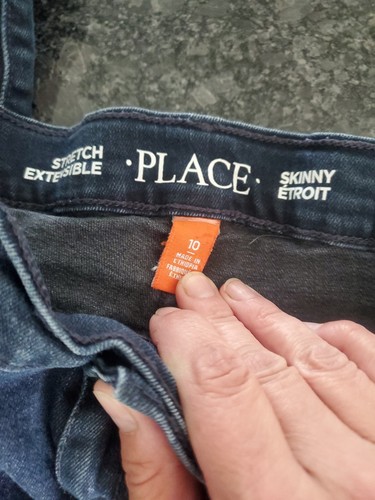 STRETCH
EXTENSIBLE
·PLACE·
SKINNY
ÉTROIT
10
MADE IN
ETHIOPIA